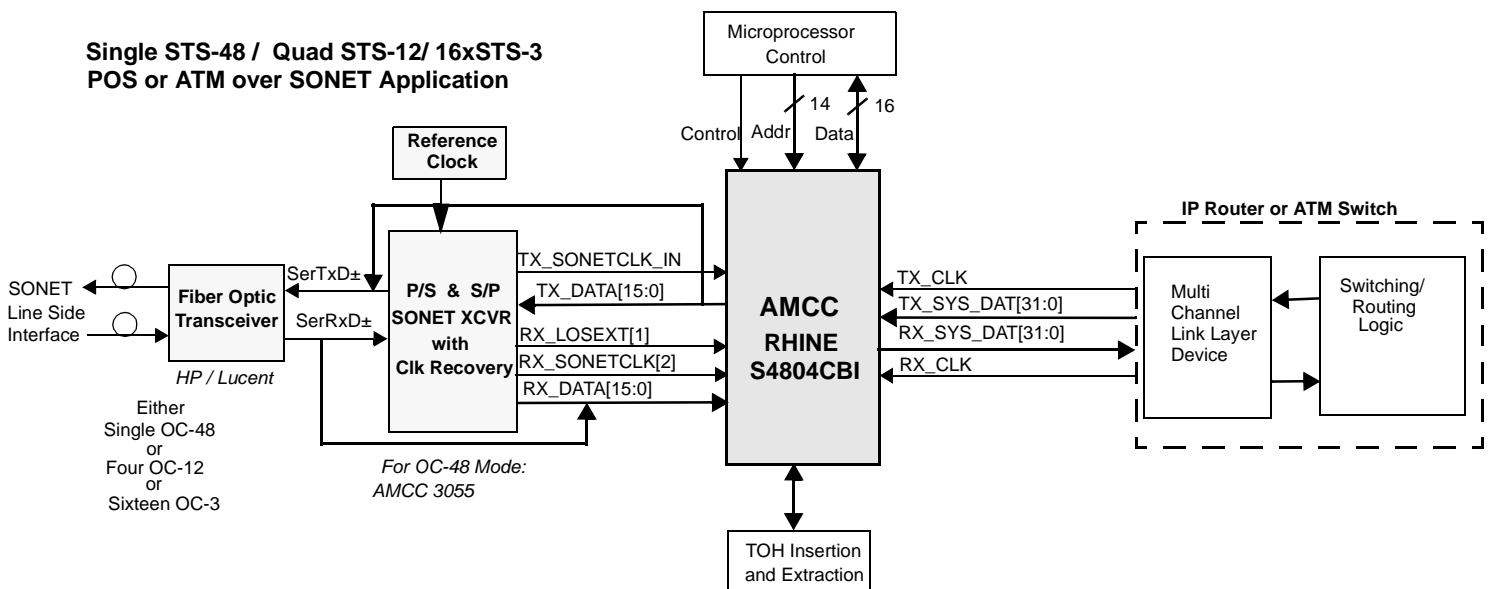 Single STS-48 / Quad STS-12/ 16xSTS-3
POS or ATM over SONET Application
Microprocessor
Control
14
16
Control
Addr
Data
Reference
Clock
IP Router or ATM Switch
SONET
Line Side
Interface
Fiber Optic
Transceiver
HP / Lucent
Either
Single OC-48
or
Four OC-12
or
Sixteen OC-3
SerTxD±
SerRxD±
P/S & S/P
SONET XCVR
with
Clk Recovery
For OC-48 Mode:
AMCC 3055
TX_SONETCLK_IN
TX_DATA[15:0]
RX_LOSEXT[1]
RX_SONETCLK[2]
RX_DATA[15:0]
AMCC
RHINE
S4804CBI
TX_CLK
TX_SYS_DAT[31:0]
RX_SYS_DAT[31:0]
RX_CLK
Multi
Channel
Link Layer
Device
Switching/
Routing
Logic
TOH Insertion
and Extraction